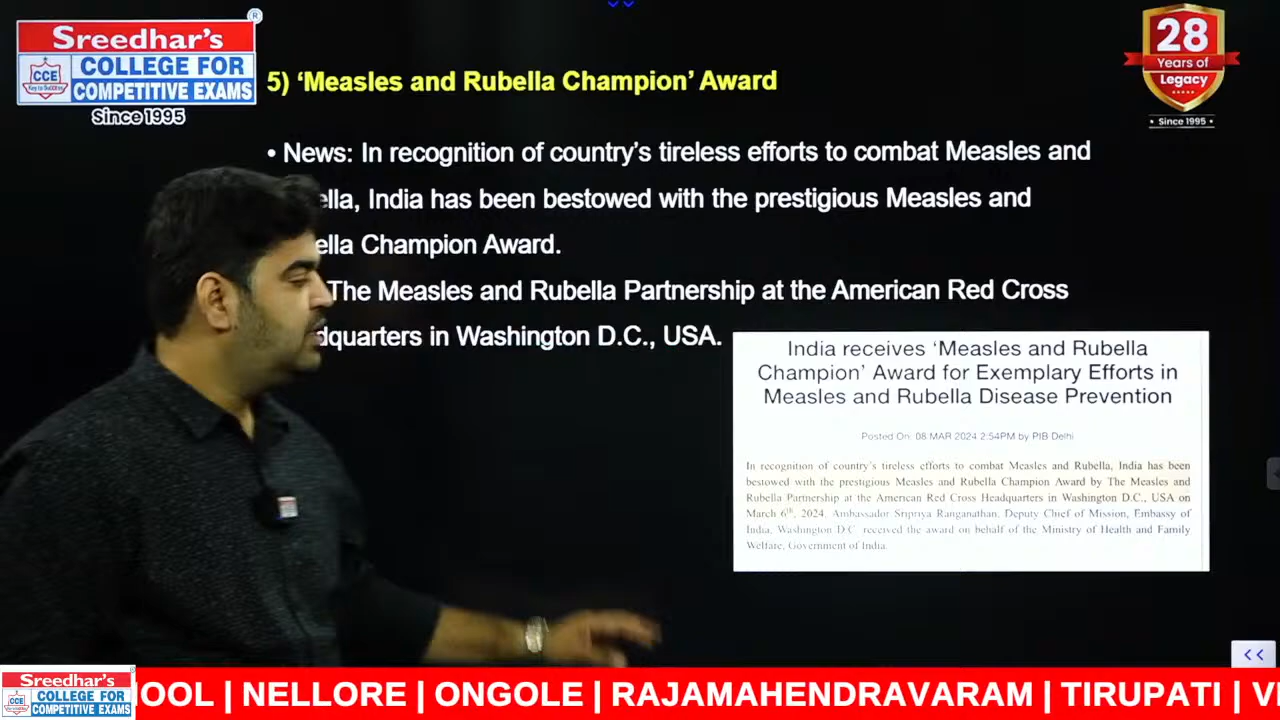 Sreedhar's
CCE
Key to Success
COLLEGE FOR
COMPETITIVE EXAMS
Since 1995
®
28
Years of
Legacy
• Since 1995 •
5) ‘Measles and Rubella Champion’ Award
• News: In recognition of country’s tireless efforts to combat Measles and
ella, India has been bestowed with the prestigious Measles and
ella Champion Award.
The Measles and Rubella Partnership at the American Red Cross
dquarters in Washington D.C., USA.
India receives ‘Measles and Rubella
Champion’ Award for Exemplary Efforts in
Measles and Rubella Disease Prevention
Posted On: 08 MAR 2024 2:54PM by PIB Delhi
In recognition of country’s tireless efforts to combat Measles and Rubella, India has been
bestowed with the prestigious Measles and Rubella Champion Award by The Measles and
Rubella Partnership at the American Red Cross Headquarters in Washington D.C., USA on
March 6th, 2024. Ambassador Sripriya Ranganathan, Deputy Chief of Mission, Embassy of
India, Washington D.C. received the award on behalf of the Ministry of Health and Family
Welfare, Government of India.
<<
Sreedhar's
CCE
COLLEGE FOR
COMPETITIVE EXAMS
OOL | NELLORE | ONGOLE | RAJAMAHENDRAVARAM | TIRUPATI | V